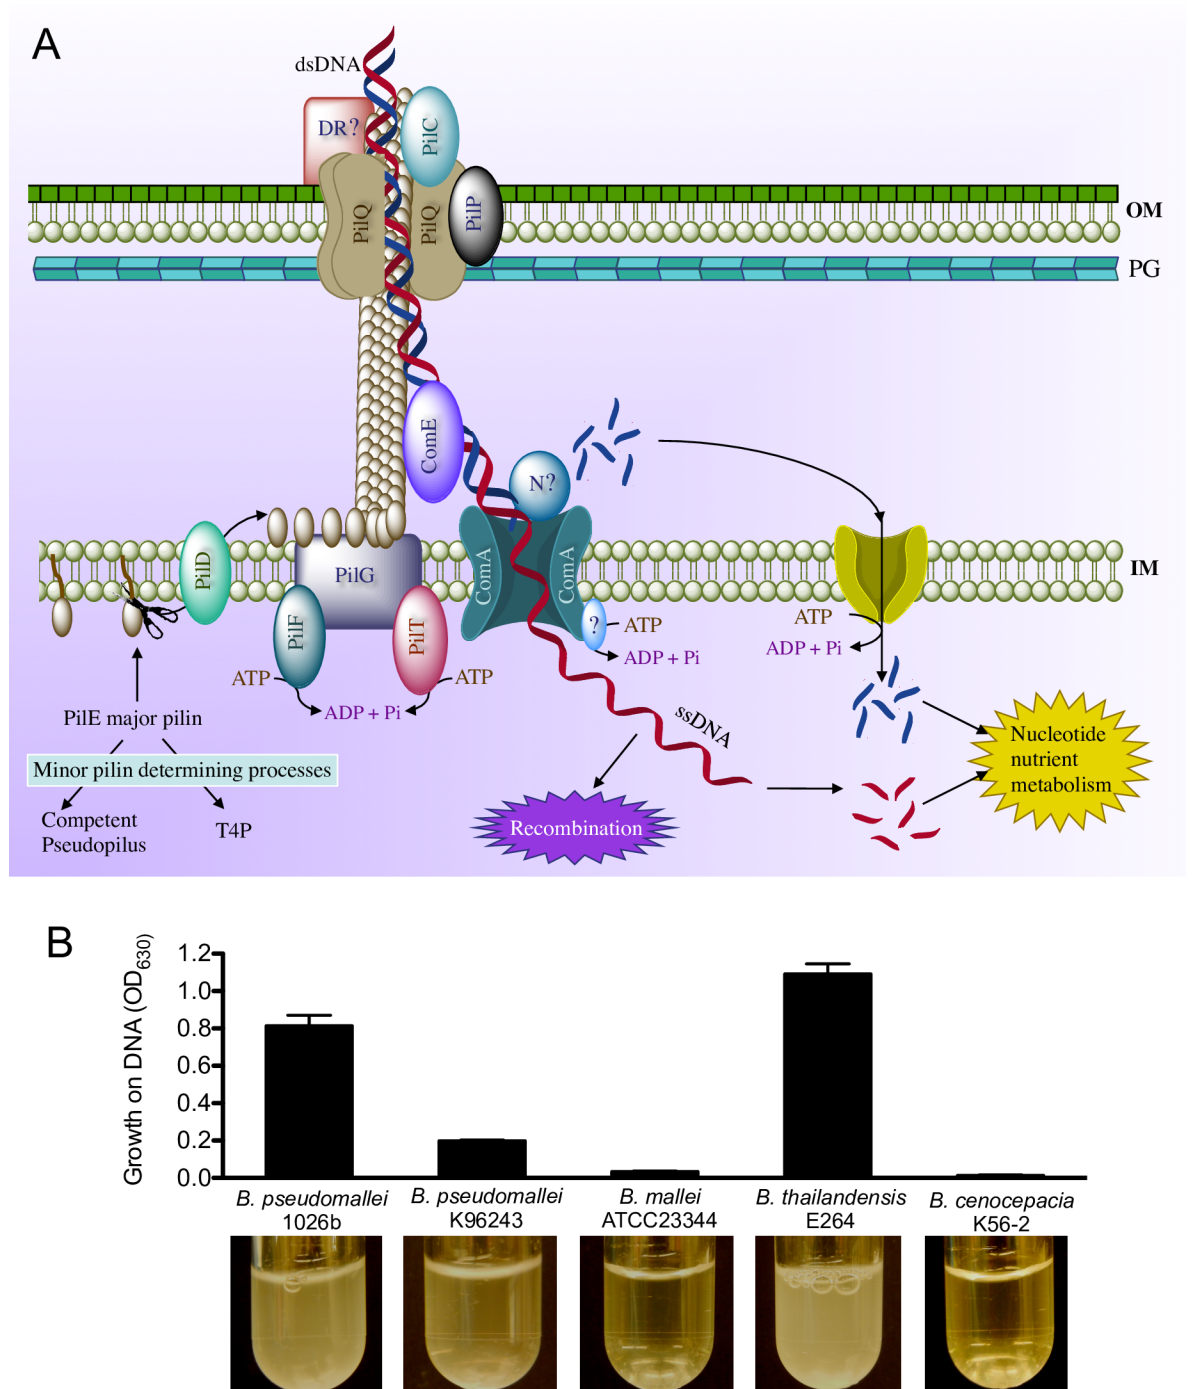 A
dsDNA
DR?
PilC
PilQ
PilQ
PilP
OM
PG
ComE
N?
PilD
PilG
ComA
ComA
IM
PilF
PilT
?
ATP
ADP + Pi
ATP
ADP + Pi
ATP
ATP
ADP + Pi
PilE major pilin
ssDNA
Minor pilin determining processes
Competent
Pseudopilus
T4P
Recombination
Nucleotide
nutrient
metabolism
B
Growth on DNA (OD630)
1.2
1.0
0.8
0.6
0.4
0.2
0.0
B. pseudomallei
1026b
B. pseudomallei
K96243
B. mallei
ATCC23344
B. thailandensis
E264
B. cenocepacia
K56-2